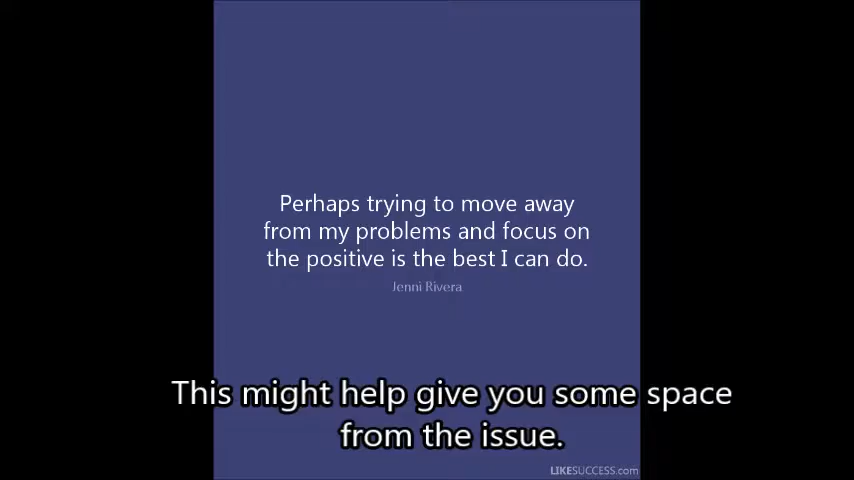 Perhaps trying to move away
from my problems and focus on
the positive is the best I can do.
Jenni Rivera
This might help give you some space
from the issue.
LIKESUCCESS.com